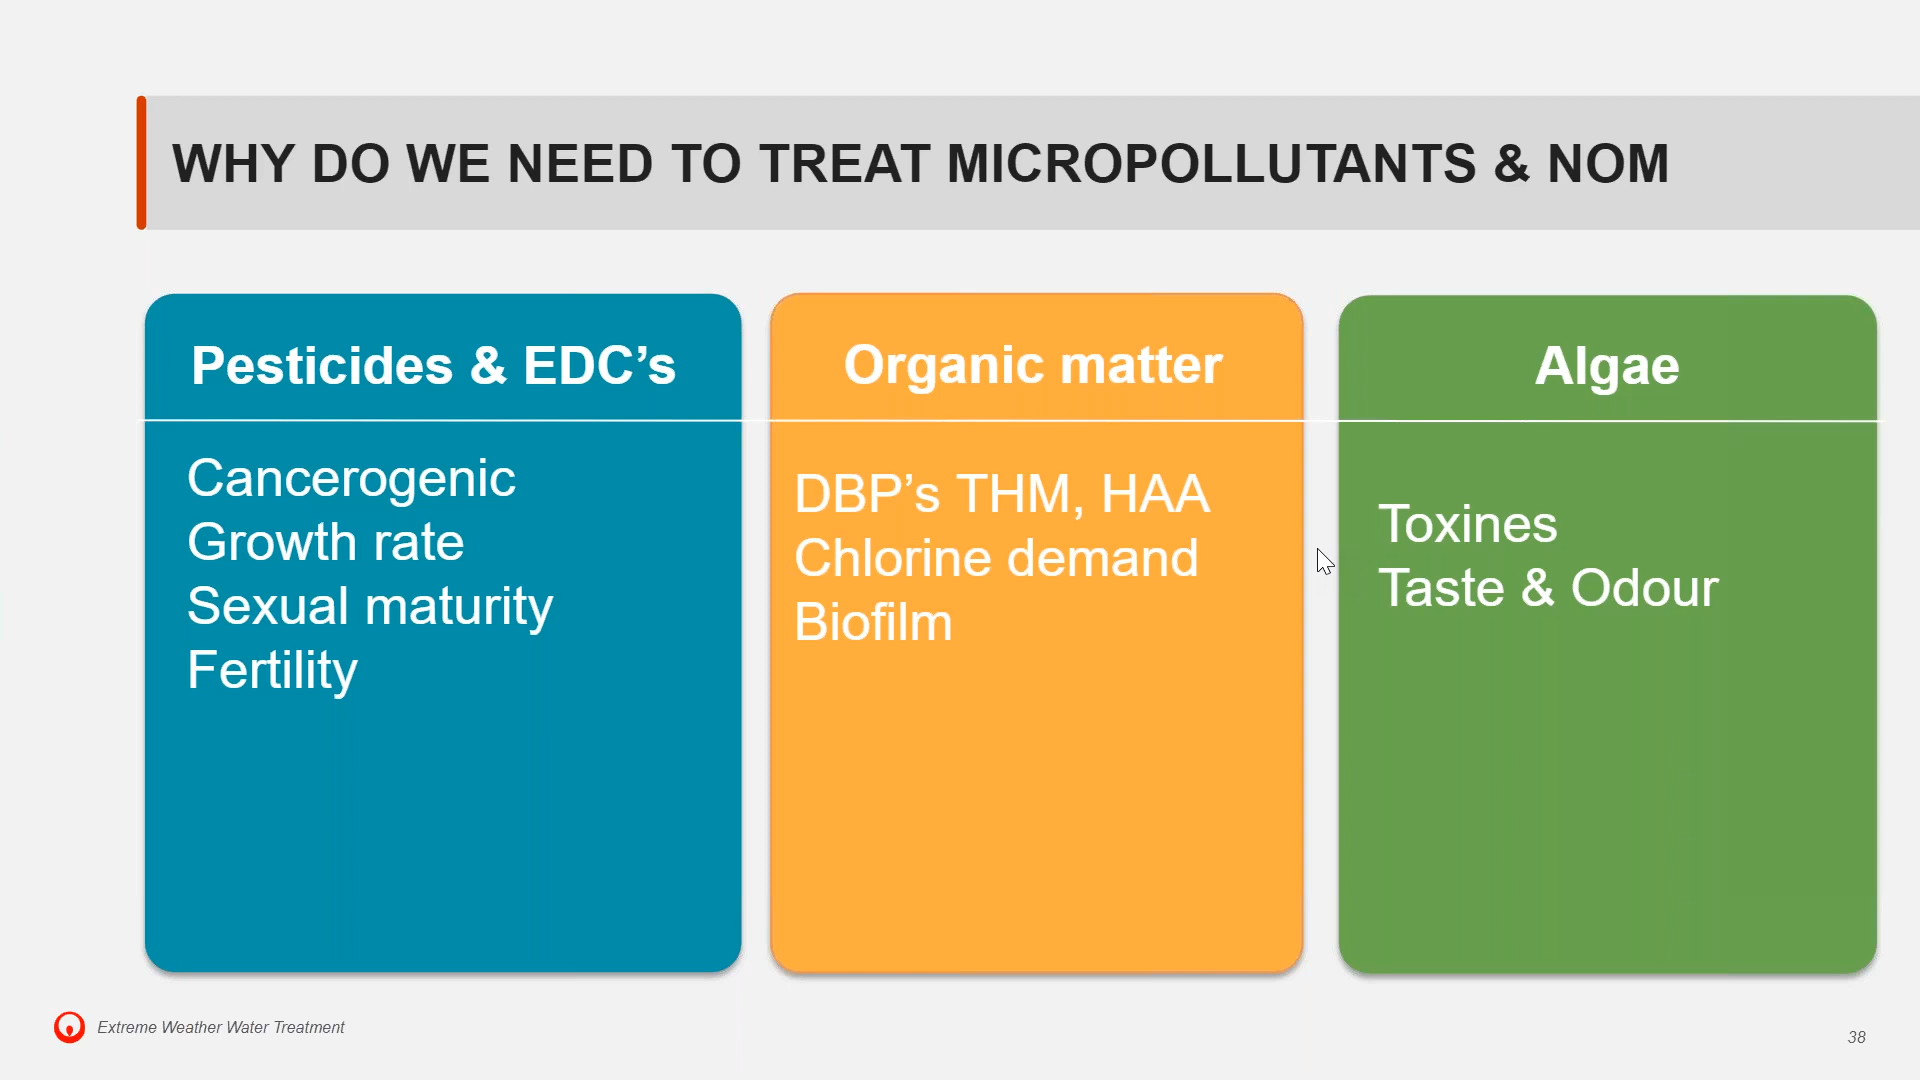 WHY DO WE NEED TO TREAT MICROPOLLUTANTS & NOM
Pesticides & EDC’s
Cancerogenic
Growth rate
Sexual maturity
Fertility
Organic matter
DBP’s THM, HAA
Chlorine demand
Biofilm
Algae
Toxines
Taste & Odour
Extreme Weather Water Treatment
38